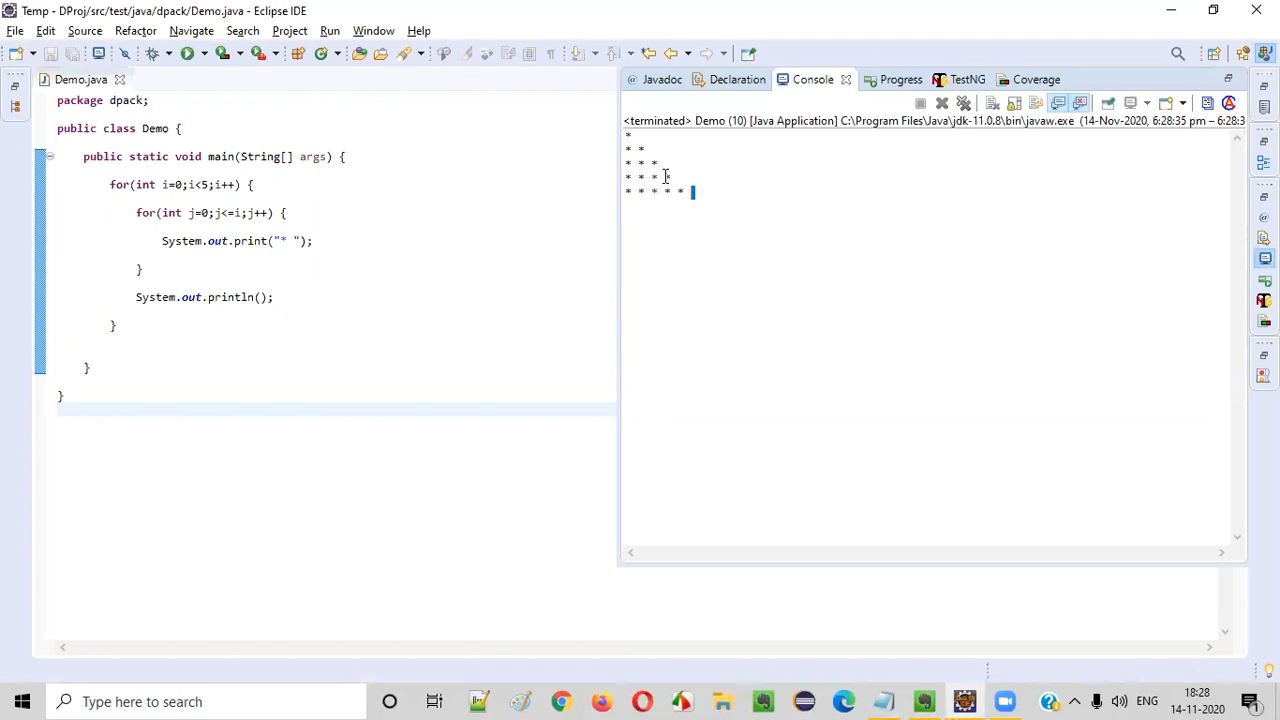 Temp - DProj/src/test/java/dpack/Demo.java - Eclipse IDE
File Edit Source Refactor Navigate Search Project Run Window Help
Demo.java
package dpack;
public class Demo {
public static void main(String[] args) {
for(int i=0;i<5;i++) {
for(int j=0;j<=i;j++) {
System.out.print("* ");
}
System.out.println();
}
}
}
@ Javadoc Declaration Console Progress TestNG Coverage
<terminated> Demo (10) [Java Application] C:\Program Files\Java\jdk-11.0.8\bin\javaw.exe (14-Nov-2020, 6:28:35 pm – 6:28:3
*
* *
* * *
* * * *
* * * * *
Type here to search
ENG
8:28
14-11-2020
1